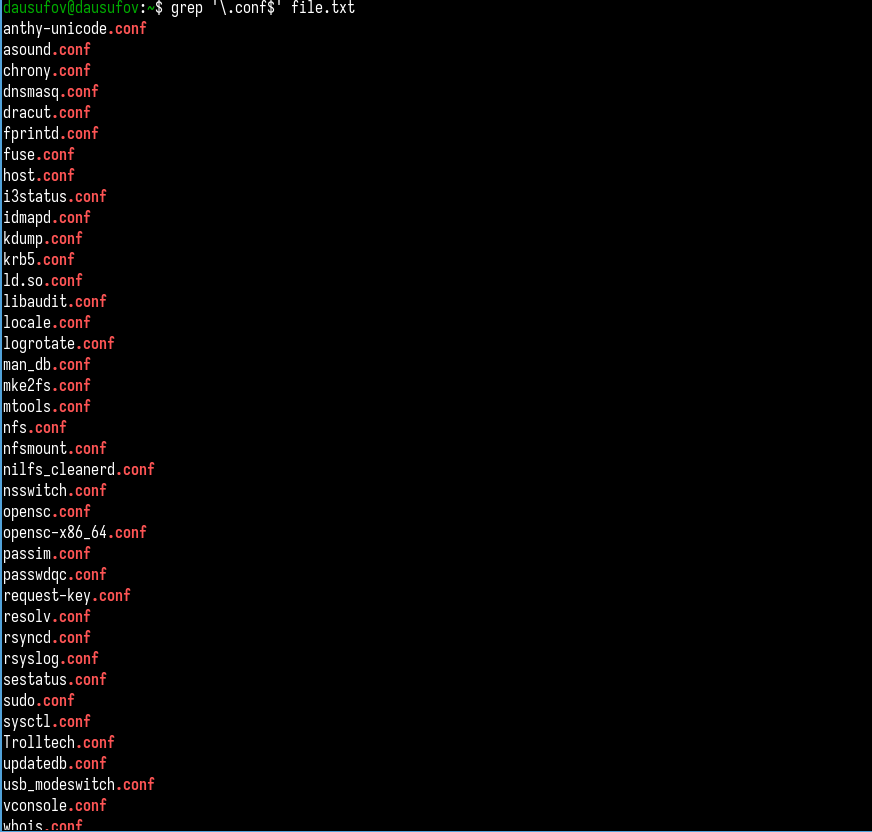 dausufov@dausufov:~$ grep '\.conf$' file.txt
anthy-unicode.conf
asound.conf
chrony.conf
dnsmasq.conf
dracut.conf
fprintd.conf
fuse.conf
host.conf
i3status.conf
idmapd.conf
kdump.conf
krb5.conf
ld.so.conf
libaudit.conf
locale.conf
logrotate.conf
man_db.conf
mke2fs.conf
mtools.conf
nfs.conf
nfsmount.conf
nilfs_cleanerd.conf
nsswitch.conf
opensc.conf
opensc-x86_64.conf
passim.conf
passwdqc.conf
request-key.conf
resolv.conf
rsyncd.conf
rsyslog.conf
sestatus.conf
sudo.conf
sysctl.conf
Trolltech.conf
updatedb.conf
usb_modeswitch.conf
vconsole.conf
whois.conf